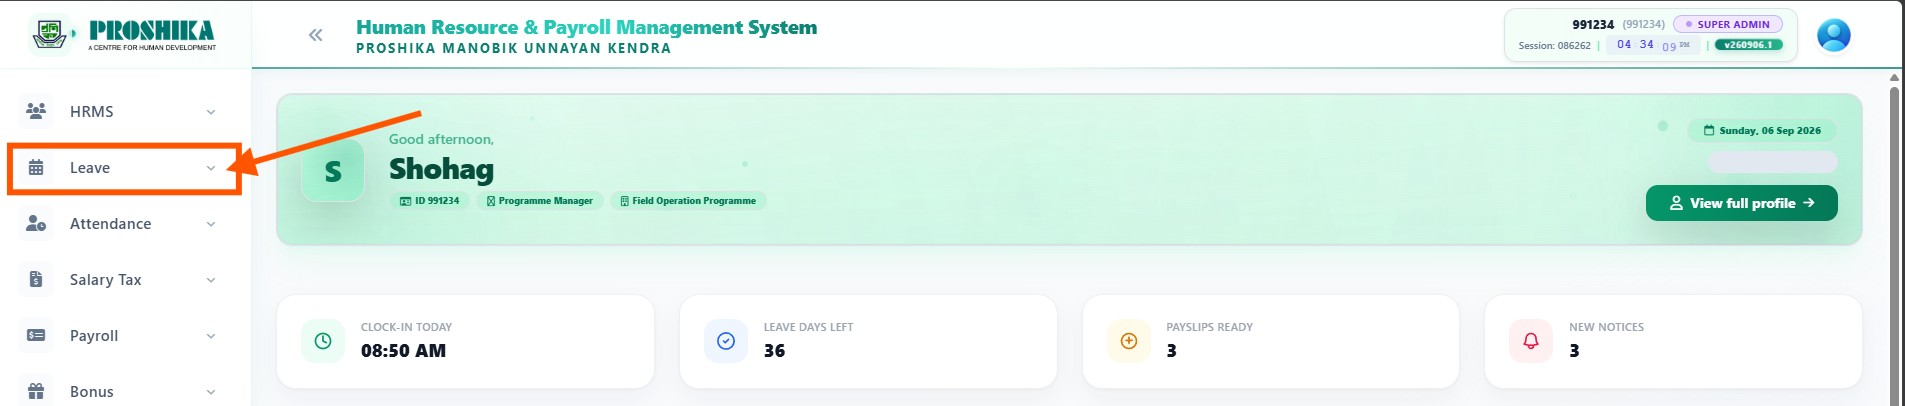 PROSHIKA
A CENTRE FOR HUMAN DEVELOPMENT
Human Resource & Payroll Management System
PROSHIKA MANOBIK UNNAYAN KENDRA
991234 (991234) SUPER ADMIN
Session: 086262 | 04 34 09 PM | v260906.1
HRMS
Leave
Attendance
Salary Tax
Payroll
Bonus
Good afternoon,
S
Shohag
ID 991234
Programme Manager
Field Operation Programme
Sunday, 06 Sep 2026
View full profile
CLOCK-IN TODAY
08:50 AM
LEAVE DAYS LEFT
36
PAYSLIPS READY
3
NEW NOTICES
3